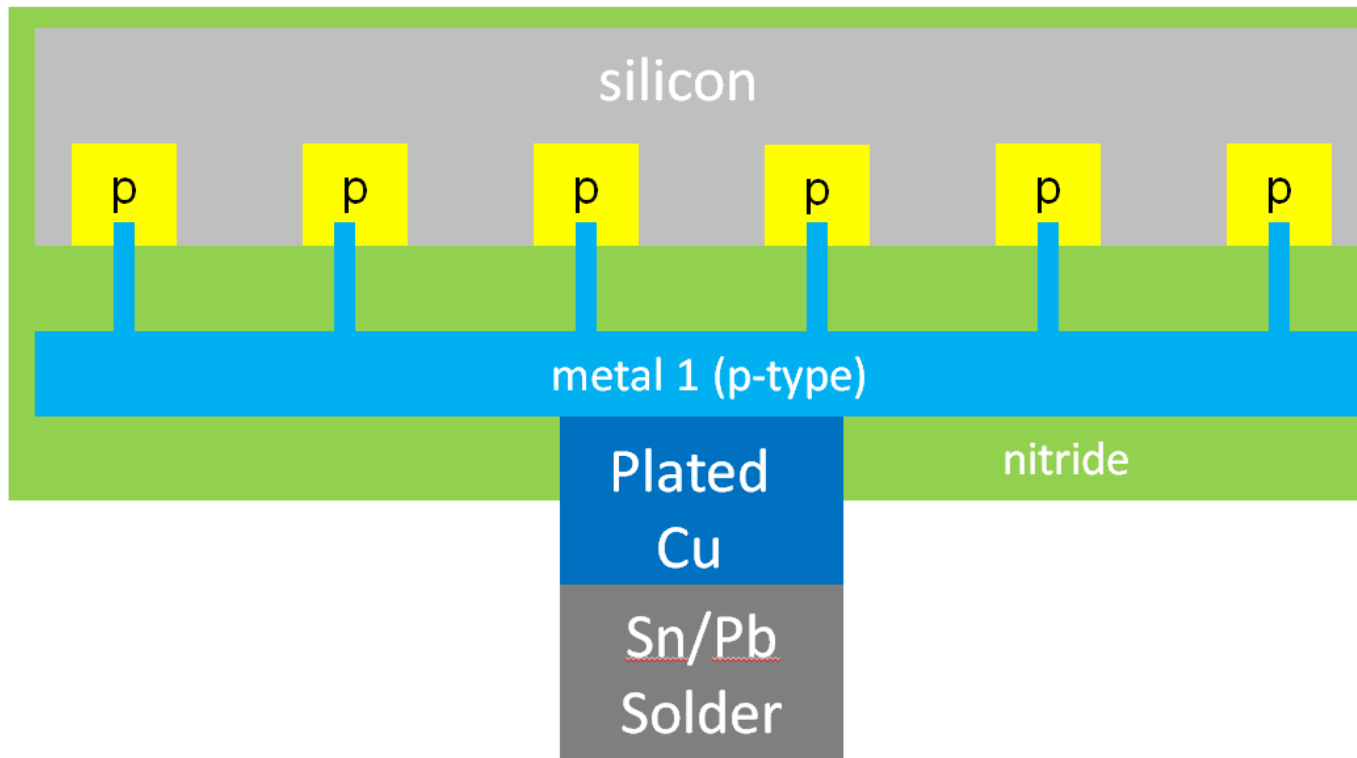 silicon
p p p p p p
metal 1 (p-type)
nitride
Plated
Cu
Sn/Pb
Solder